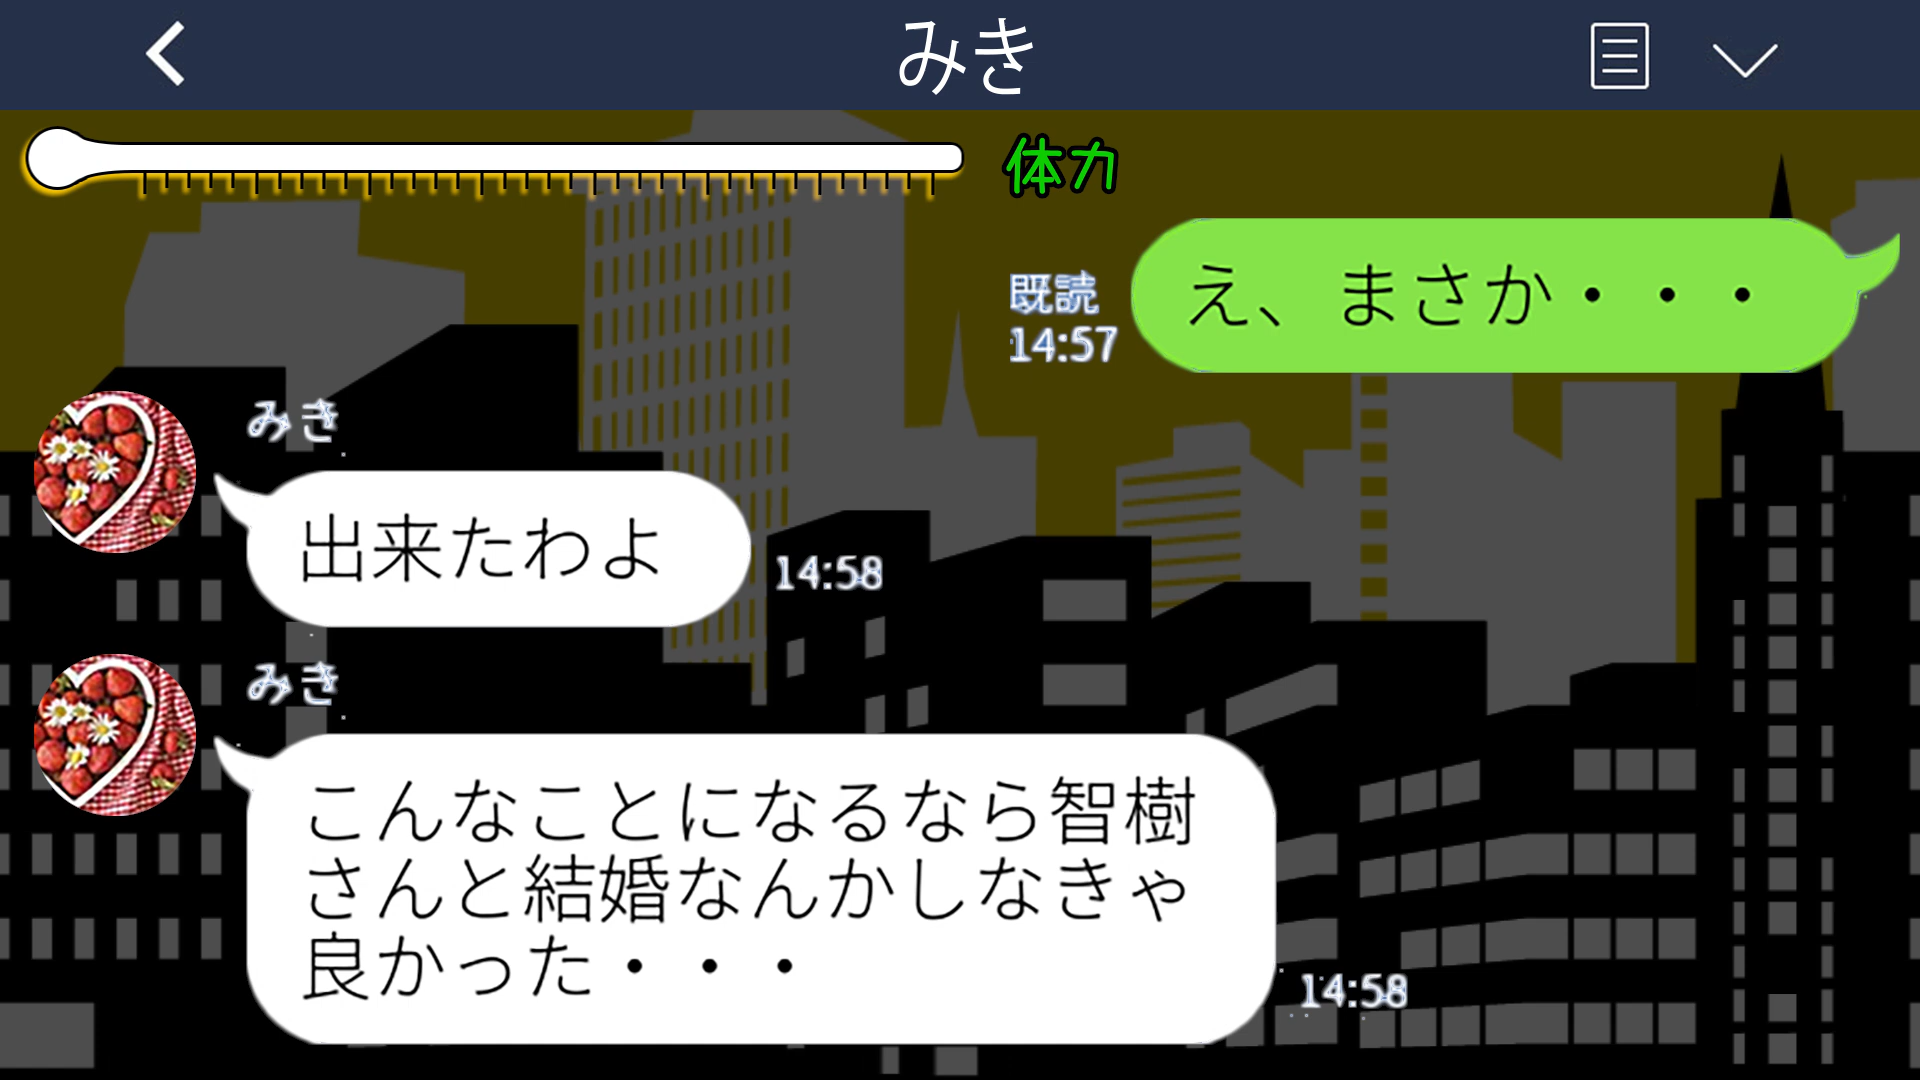 みき
体力
え、まさか・・・
既読
14:57
みき
出来たわよ
14:58
みき
こんなことになるなら智樹
さんと結婚なんかしなきゃ
良かった・・・
14:58